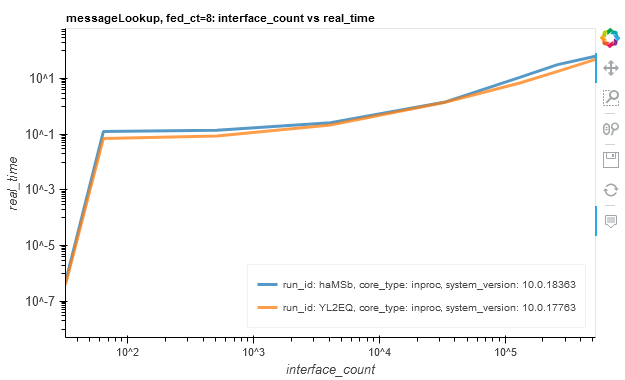 messageLookup, fed_ct=8: interface_count vs real_time
10^1
10^-1
10^-3
10^-5
10^-7
real_time
run_id: haMSb, core_type: inproc, system_version: 10.0.18363
run_id: YL2EQ, core_type: inproc, system_version: 10.0.17763
10^2
10^3
10^4
10^5
interface_count